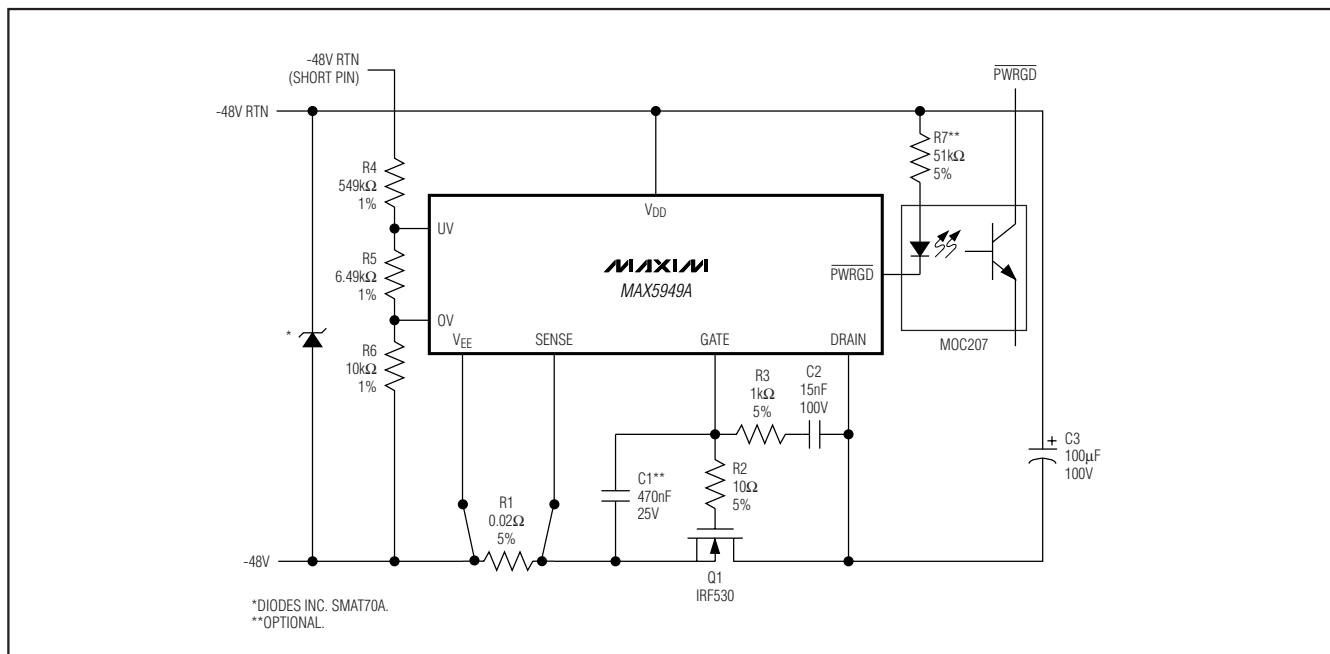 -48V RTN
(SHORT PIN)
PWRGD
-48V RTN
R4
549kΩ
1%
R7**
51kΩ
5%
VDD
UV
R5
6.49kΩ
1%
MAXIM
MAX5949A
PWRGD
*
OV
VEE
SENSE
GATE
DRAIN
MOC207
R6
10kΩ
1%
R3
1kΩ
5%
C2
15nF
100V
C1**
470nF
25V
R2
10Ω
5%
+
C3
100µF
100V
R1
0.02Ω
5%
-48V
Q1
IRF530
*DIODES INC. SMAT70A.
**OPTIONAL.